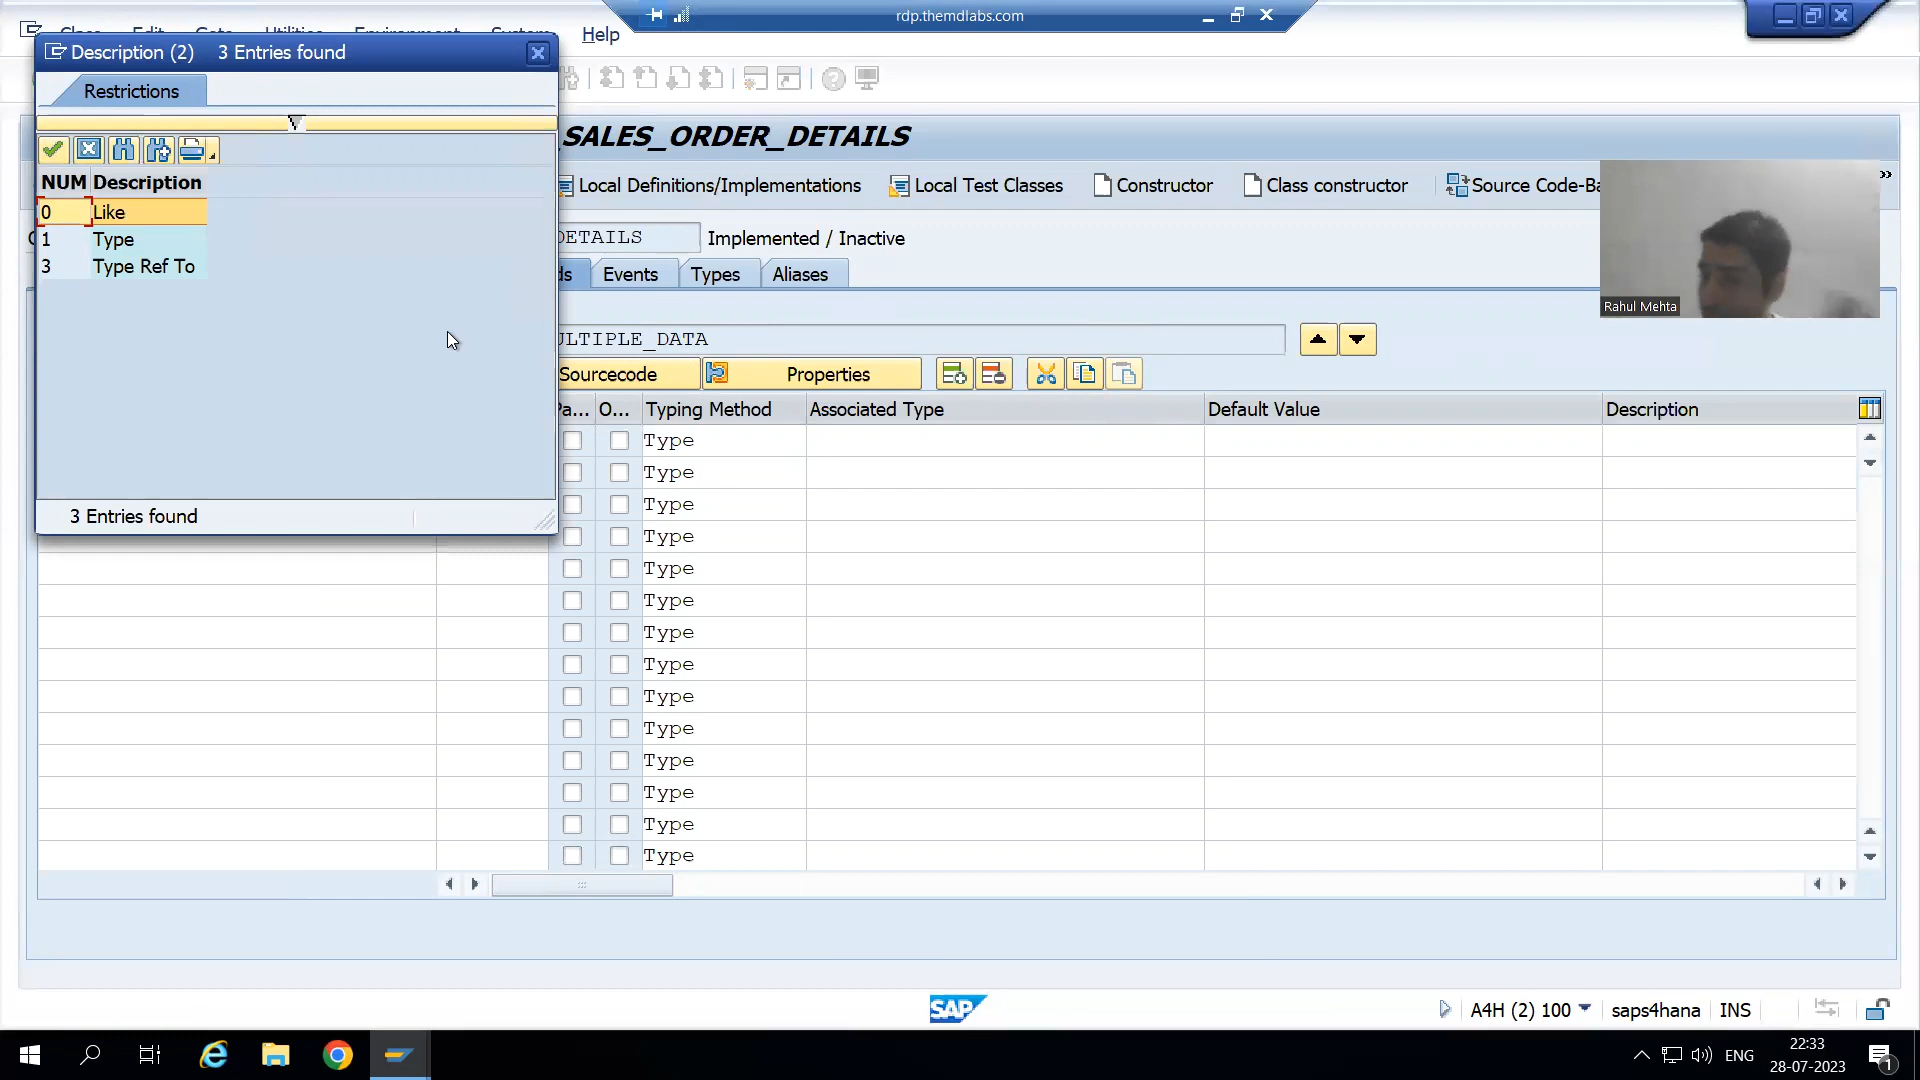 rdp.themdlabs.com
Help
Description (2) 3 Entries found
Restrictions
NUM Description
0 Like
1 Type
3 Type Ref To
3 Entries found
_SALES_ORDER_DETAILS
Local Definitions/Implementations Local Test Classes Constructor Class constructor Source Code-Ba
DETAILS Implemented / Inactive
ds Events Types Aliases
Rahul Mehta
ULTIPLE_DATA
Sourcecode Properties
Pa... O... Typing Method Associated Type Default Value Description
Type
Type
Type
Type
Type
Type
Type
Type
Type
Type
Type
Type
Type
Type
SAP
A4H (2) 100 saps4hana INS
ENG
22:33
28-07-2023
1